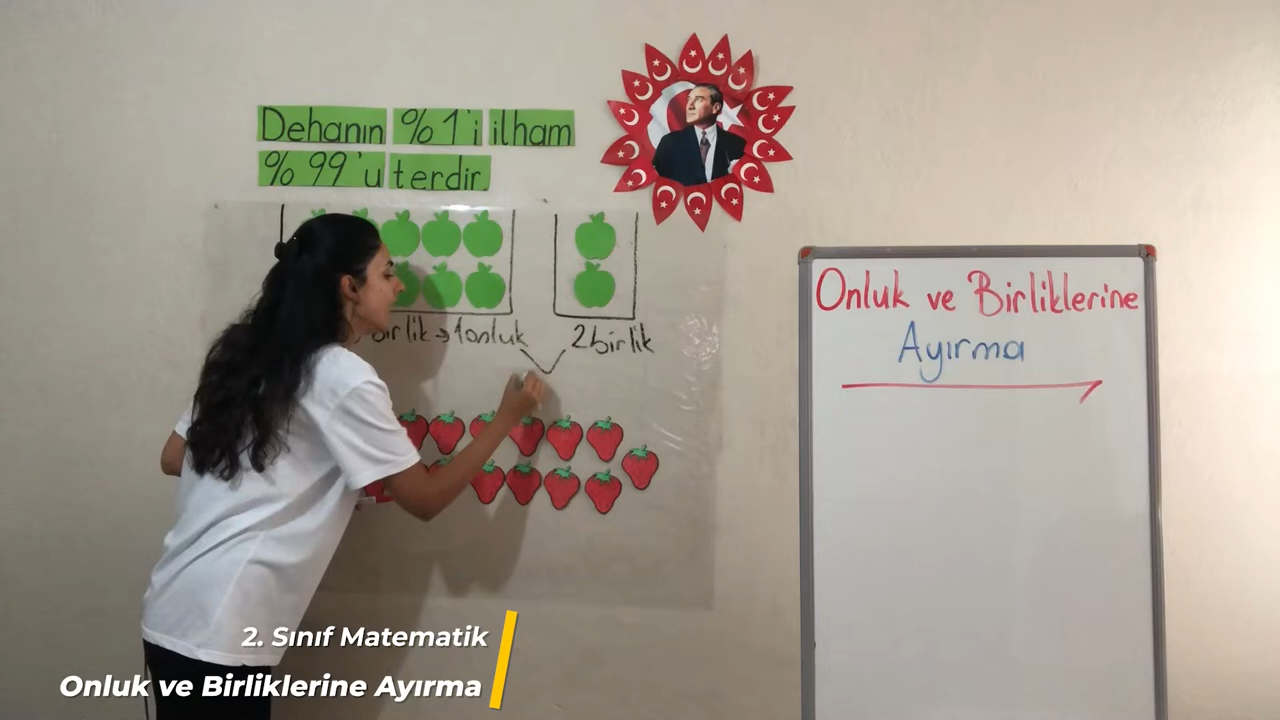 Dehanın %1'i ilham
%99'u terdir.
birlik → 1onluk
2birlik
Onluk ve Birliklerine
Ayırma
2. Sınıf Matematik
Onluk ve Birliklerine Ayırma